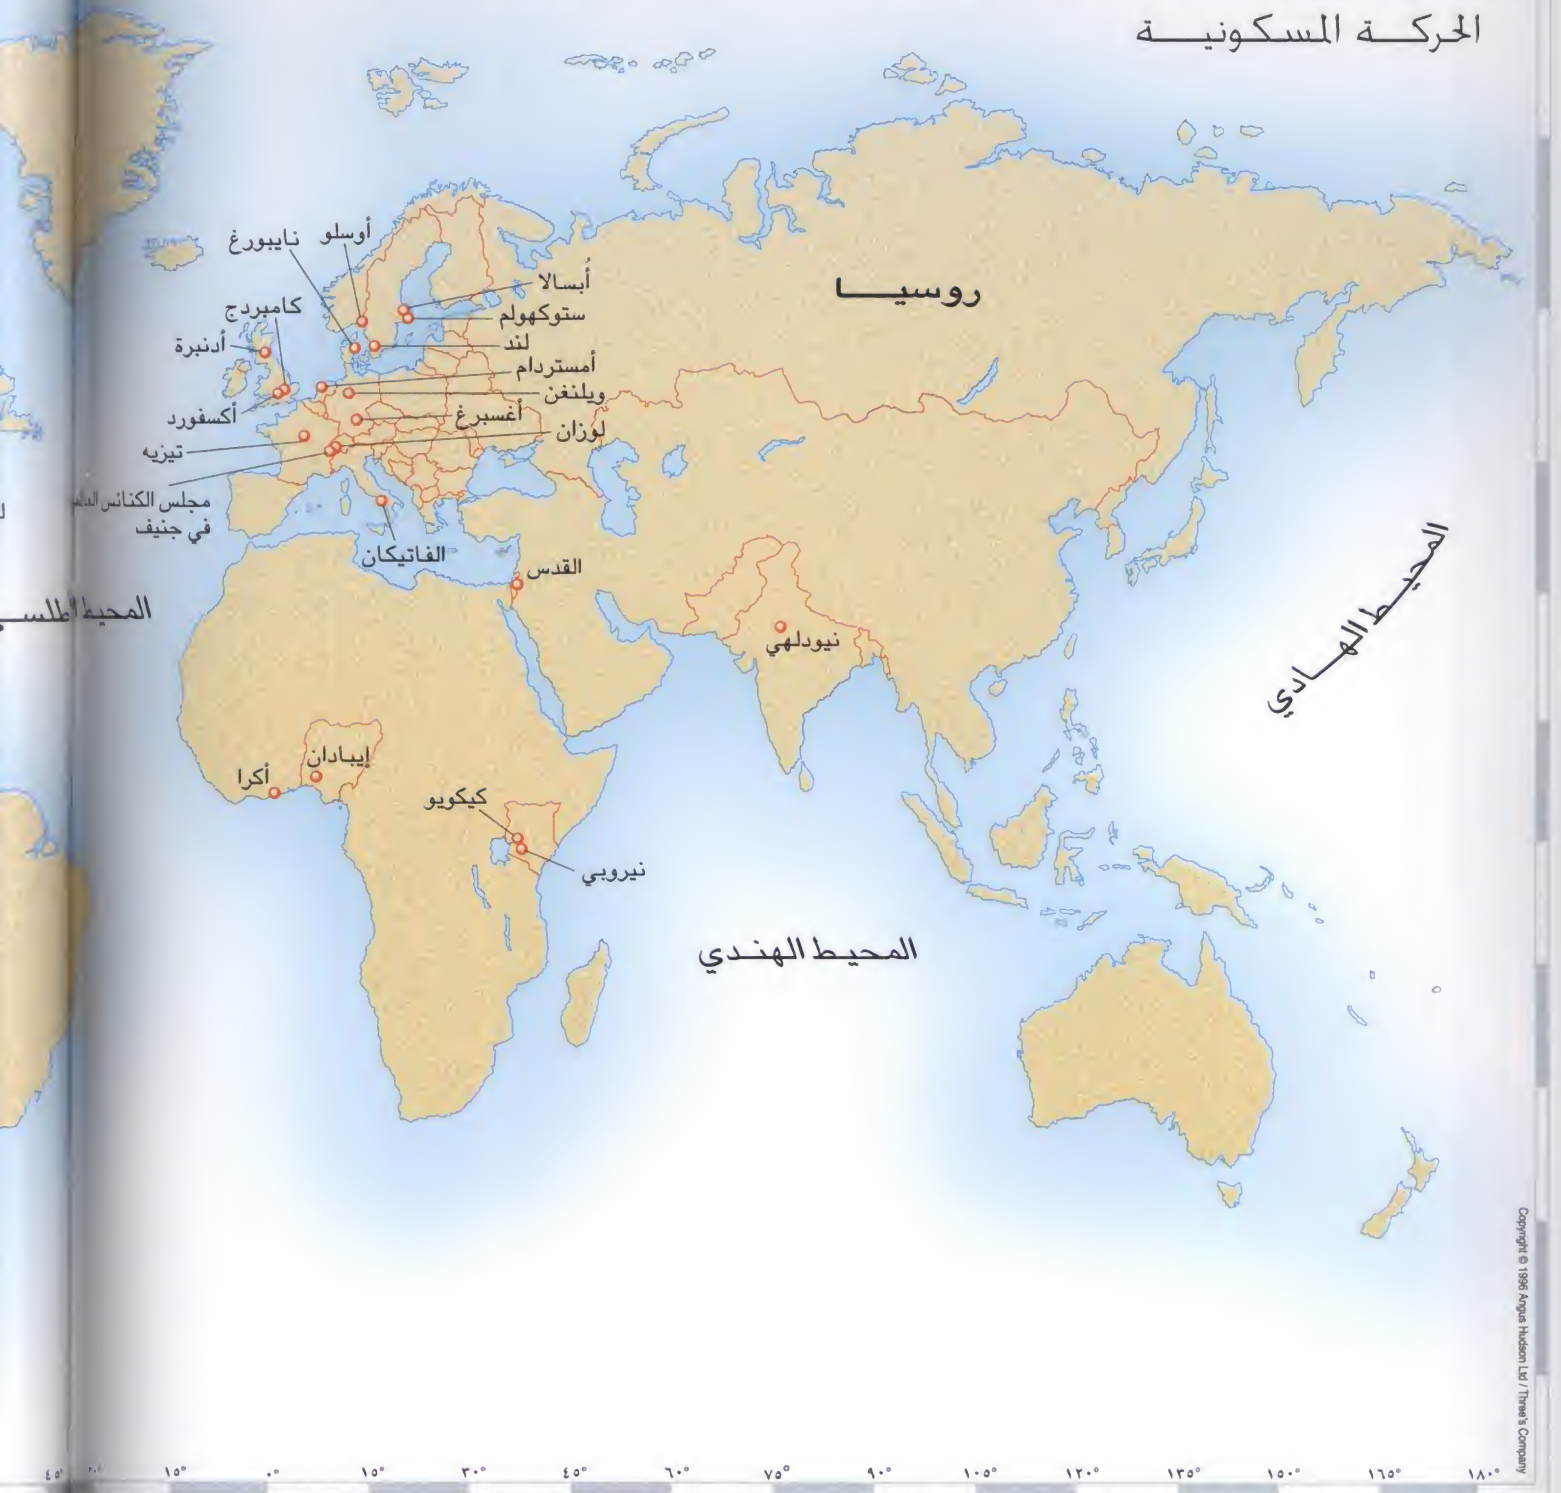 الحركة المسكونية
أوسلو
نايبورغ
أُبسالا
روسيا
كامبردج
ستوكهولم
أدنبرة
لند
أمستردام
ويلنغن
أكسفورد
أغسبرغ
لوزان
تيزيه
مجلس الكنائس
في جنيف
الفاتيكان
القدس
المحيط الهادي
نيودلهي
إيبادان
أكرا
كيكويو
نيروبي
المحيط الهندي
Copyright © 1996 Angus Hudson Ltd / Three's Company
١٥° ٠° ١٥° ٣٠° ٤٥° ٦٠° ٧٥° ٩٠° ١٠٥° ١٢٠° ١٣٥° ١٥٠° ١٦٥° ١٨٠°